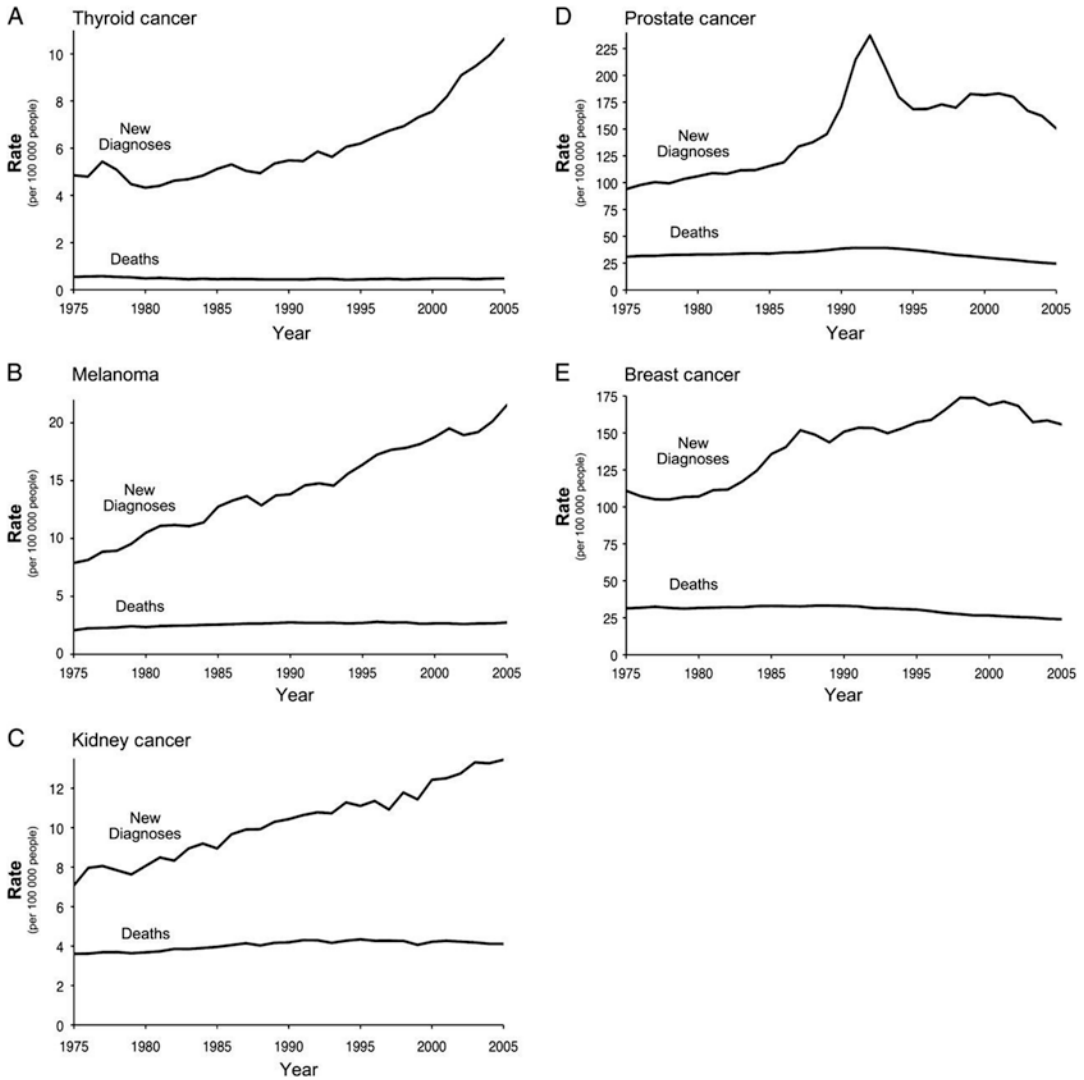 A Thyroid cancer
10
8
6
4
2
0
Rate
(per 100 000 people)
New
Diagnoses
Deaths
1975 1980 1985 1990 1995 2000 2005
Year
B Melanoma
20
15
10
5
0
Rate
(per 100 000 people)
New
Diagnoses
Deaths
1975 1980 1985 1990 1995 2000 2005
Year
C Kidney cancer
12
10
8
6
4
2
0
Rate
(per 100 000 people)
New
Diagnoses
Deaths
1975 1980 1985 1990 1995 2000 2005
Year
D Prostate cancer
225
200
175
150
125
100
75
50
25
0
Rate
(per 100 000 people)
New
Diagnoses
Deaths
1975 1980 1985 1990 1995 2000 2005
Year
E Breast cancer
175
150
125
100
75
50
25
0
Rate
(per 100 000 people)
New
Diagnoses
Deaths
1975 1980 1985 1990 1995 2000 2005
Year